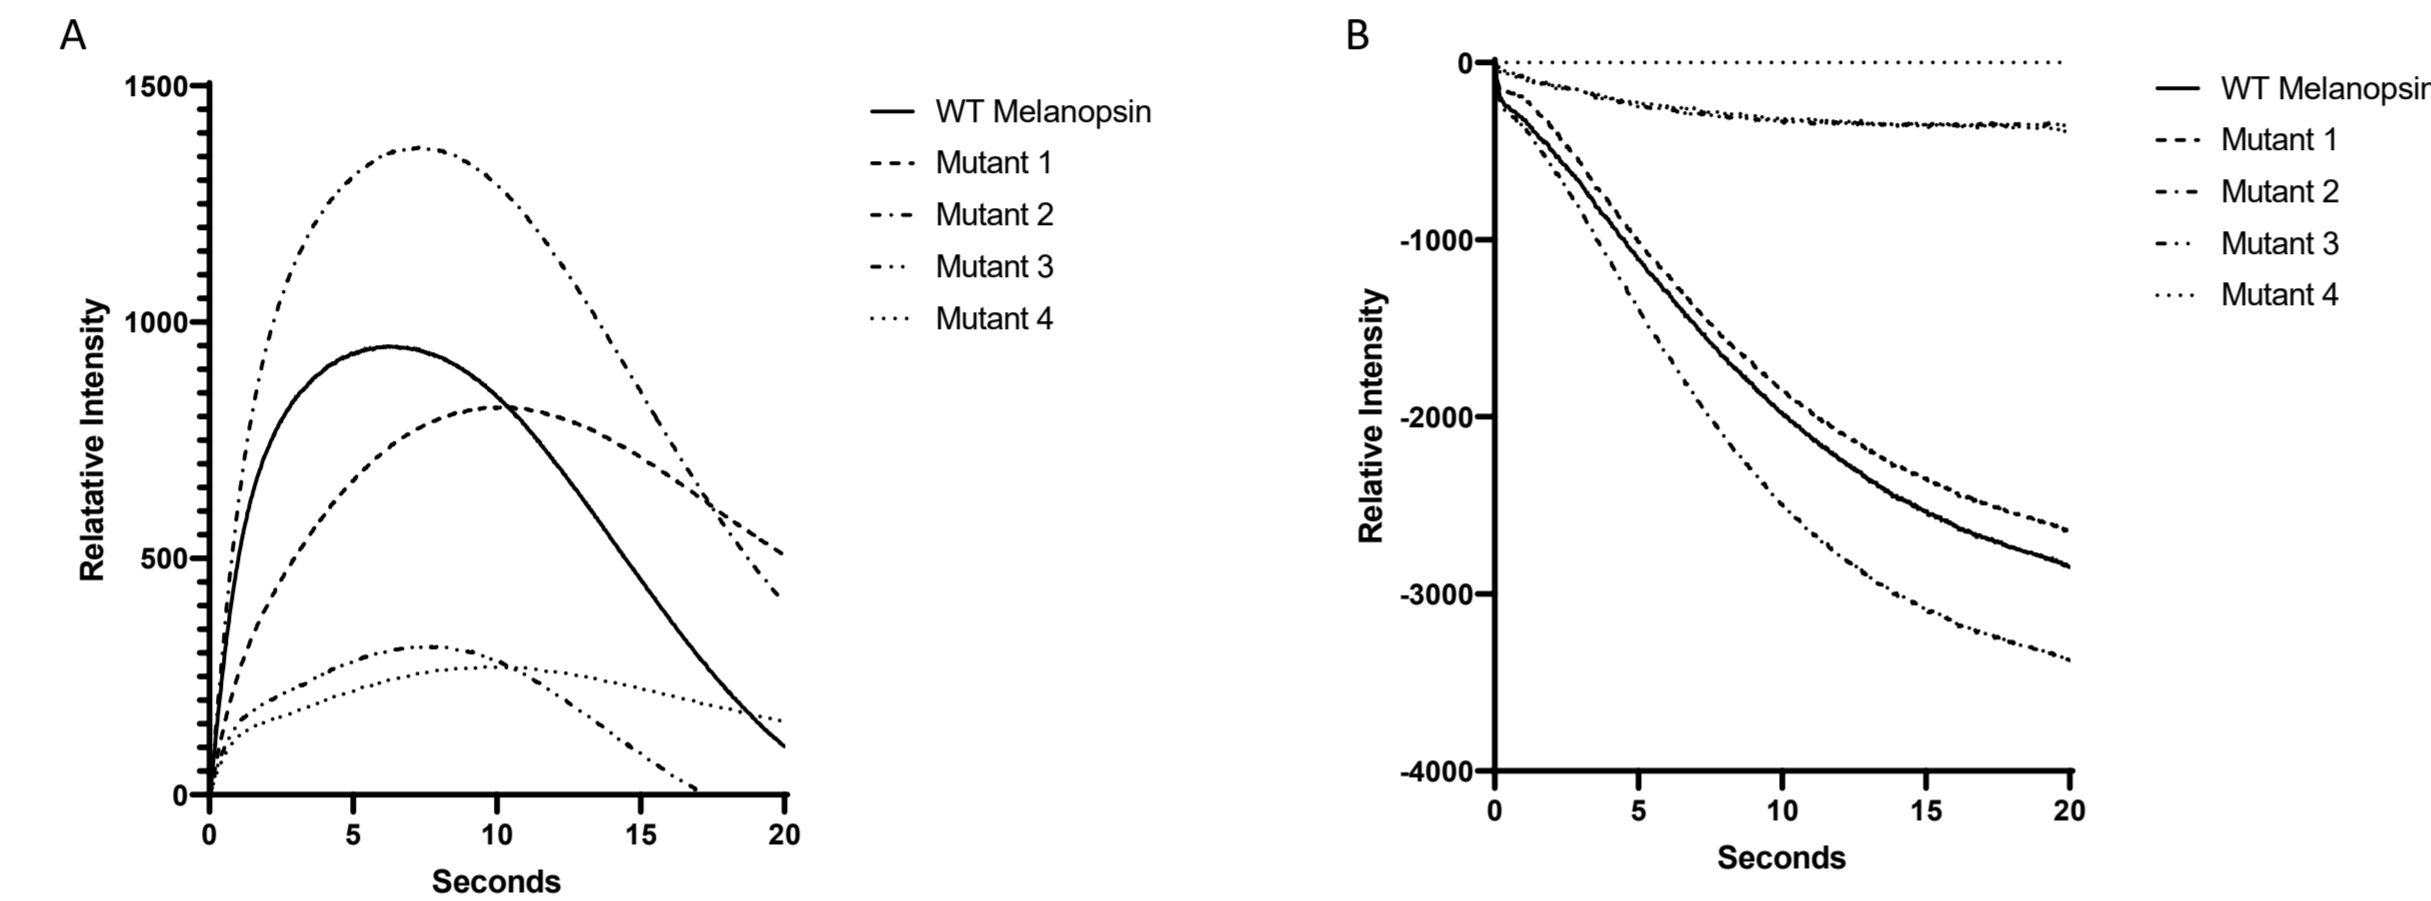 A
Relatative Intensity
1500
1000
500
0
0 5 10 15 20
Seconds
WT Melanopsin
Mutant 1
Mutant 2
Mutant 3
Mutant 4
B
Relative Intensity
0
-1000
-2000
-3000
-4000
0 5 10 15 20
Seconds
WT Melanopsin
Mutant 1
Mutant 2
Mutant 3
Mutant 4